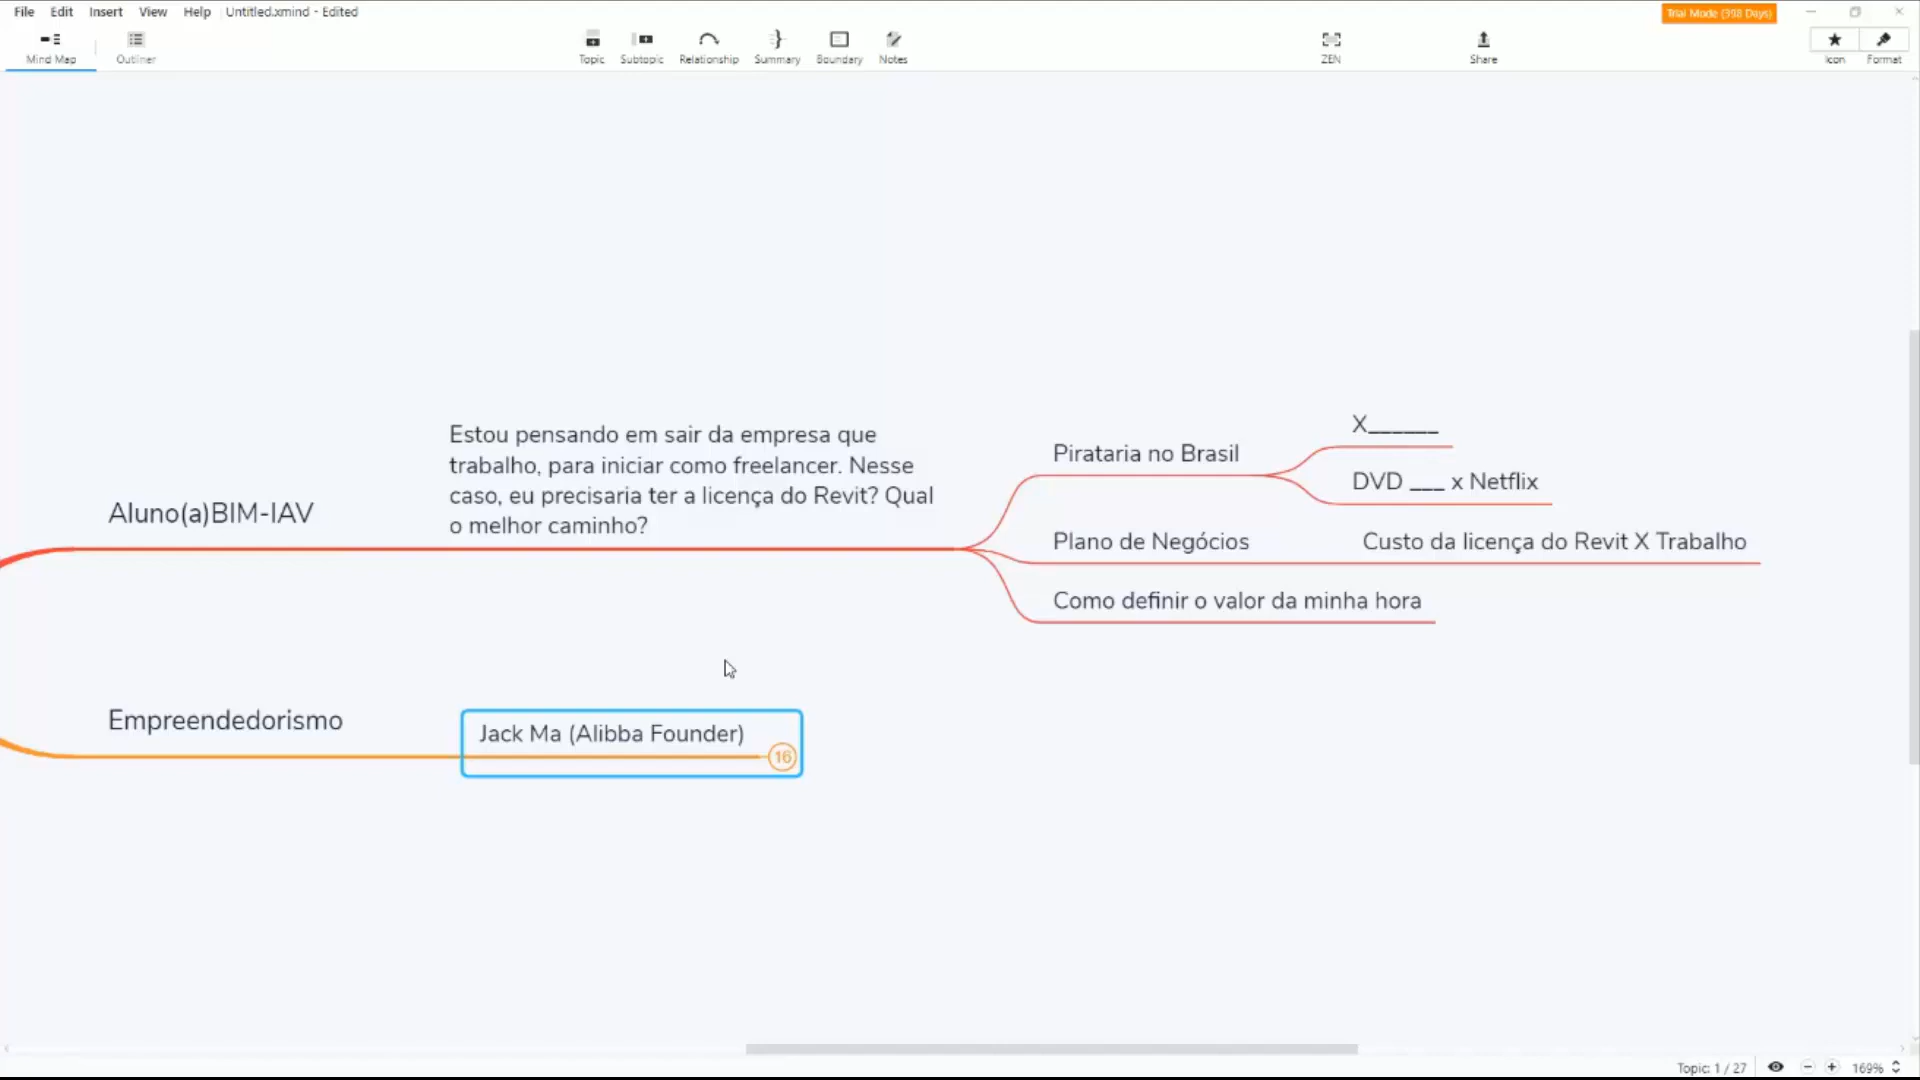 File Edit Insert View Help Untitled.xmind - Edited
Trial Mode (398 Days)
Mind Map Outliner Topic Subtopic Relationship Summary Boundary Notes ZEN Share Icon Format
Aluno(a)BIM-IAV
Estou pensando em sair da empresa que
trabalho, para iniciar como freelancer. Nesse
caso, eu precisaria ter a licença do Revit? Qual
o melhor caminho?
Pirataria no Brasil
X______
DVD ___ x Netflix
Plano de Negócios
Custo da licença do Revit X Trabalho
Como definir o valor da minha hora
Empreendedorismo
Jack Ma (Alibba Founder)
16
Topic: 1 / 27
169%